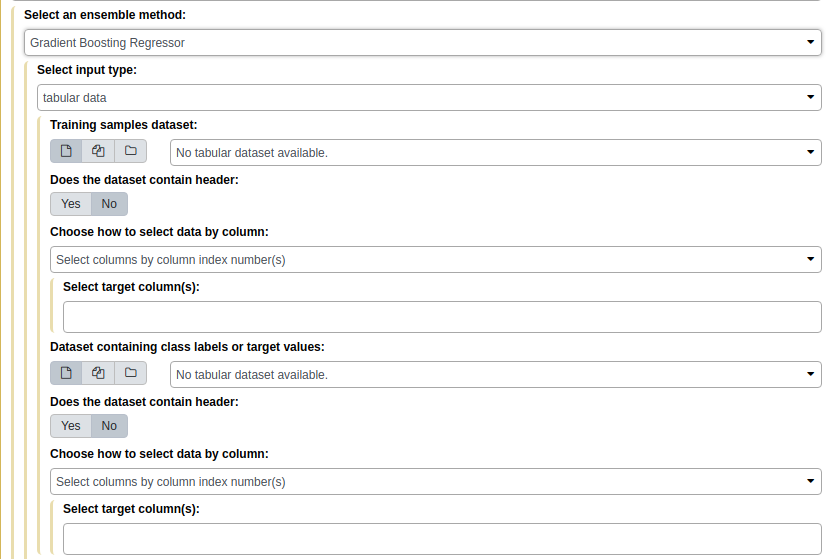 Select an ensemble method:
Gradient Boosting Regressor
Select input type:
tabular data
Training samples dataset:
No tabular dataset available.
Does the dataset contain header:
Yes No
Choose how to select data by column:
Select columns by column index number(s)
Select target column(s):
Dataset containing class labels or target values:
No tabular dataset available.
Does the dataset contain header:
Yes No
Choose how to select data by column:
Select columns by column index number(s)
Select target column(s):